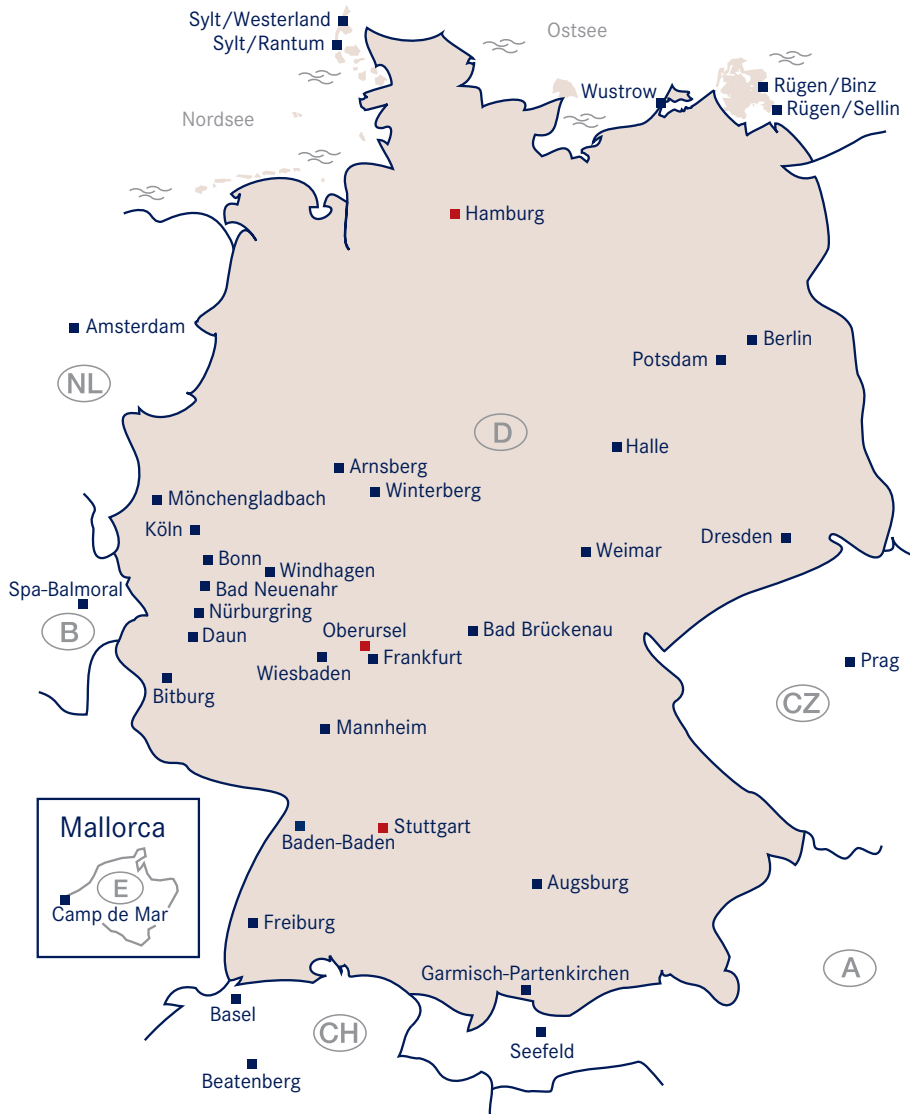 Sylt/Westerland
Sylt/Rantum
Ostsee
Nordsee
Wustrow
Rügen/Binz
Rügen/Sellin
Hamburg
Amsterdam
Berlin
Potsdam
NL
D
Halle
Arnsberg
Winterberg
Mönchengladbach
Köln
Dresden
Weimar
Bonn
Windhagen
Spa-Balmoral
Bad Neuenahr
Nürburgring
B
Daun
Oberursel
Bad Brückenau
Frankfurt
Wiesbaden
Prag
Bitburg
CZ
Mannheim
Mallorca
E
Camp de Mar
Stuttgart
Baden-Baden
Augsburg
Freiburg
A
Garmisch-Partenkirchen
Basel
CH
Seefeld
Beatenberg